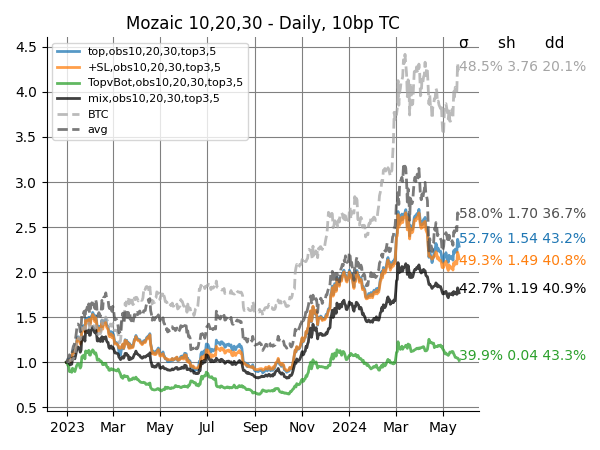 Mozaic 10,20,30 - Daily, 10bp TC
σ sh dd
top,obs10,20,30,top3,5
+SL,obs10,20,30,top3,5
TopvBot,obs10,20,30,top3,5
mix,obs10,20,30,top3,5
BTC
avg
4.5
4.0
3.5
3.0
2.5
2.0
1.5
1.0
0.5
48.5% 3.76 20.1%
58.0% 1.70 36.7%
52.7% 1.54 43.2%
49.3% 1.49 40.8%
42.7% 1.19 40.9%
39.9% 0.04 43.3%
2023 Mar May Jul Sep Nov 2024 Mar May